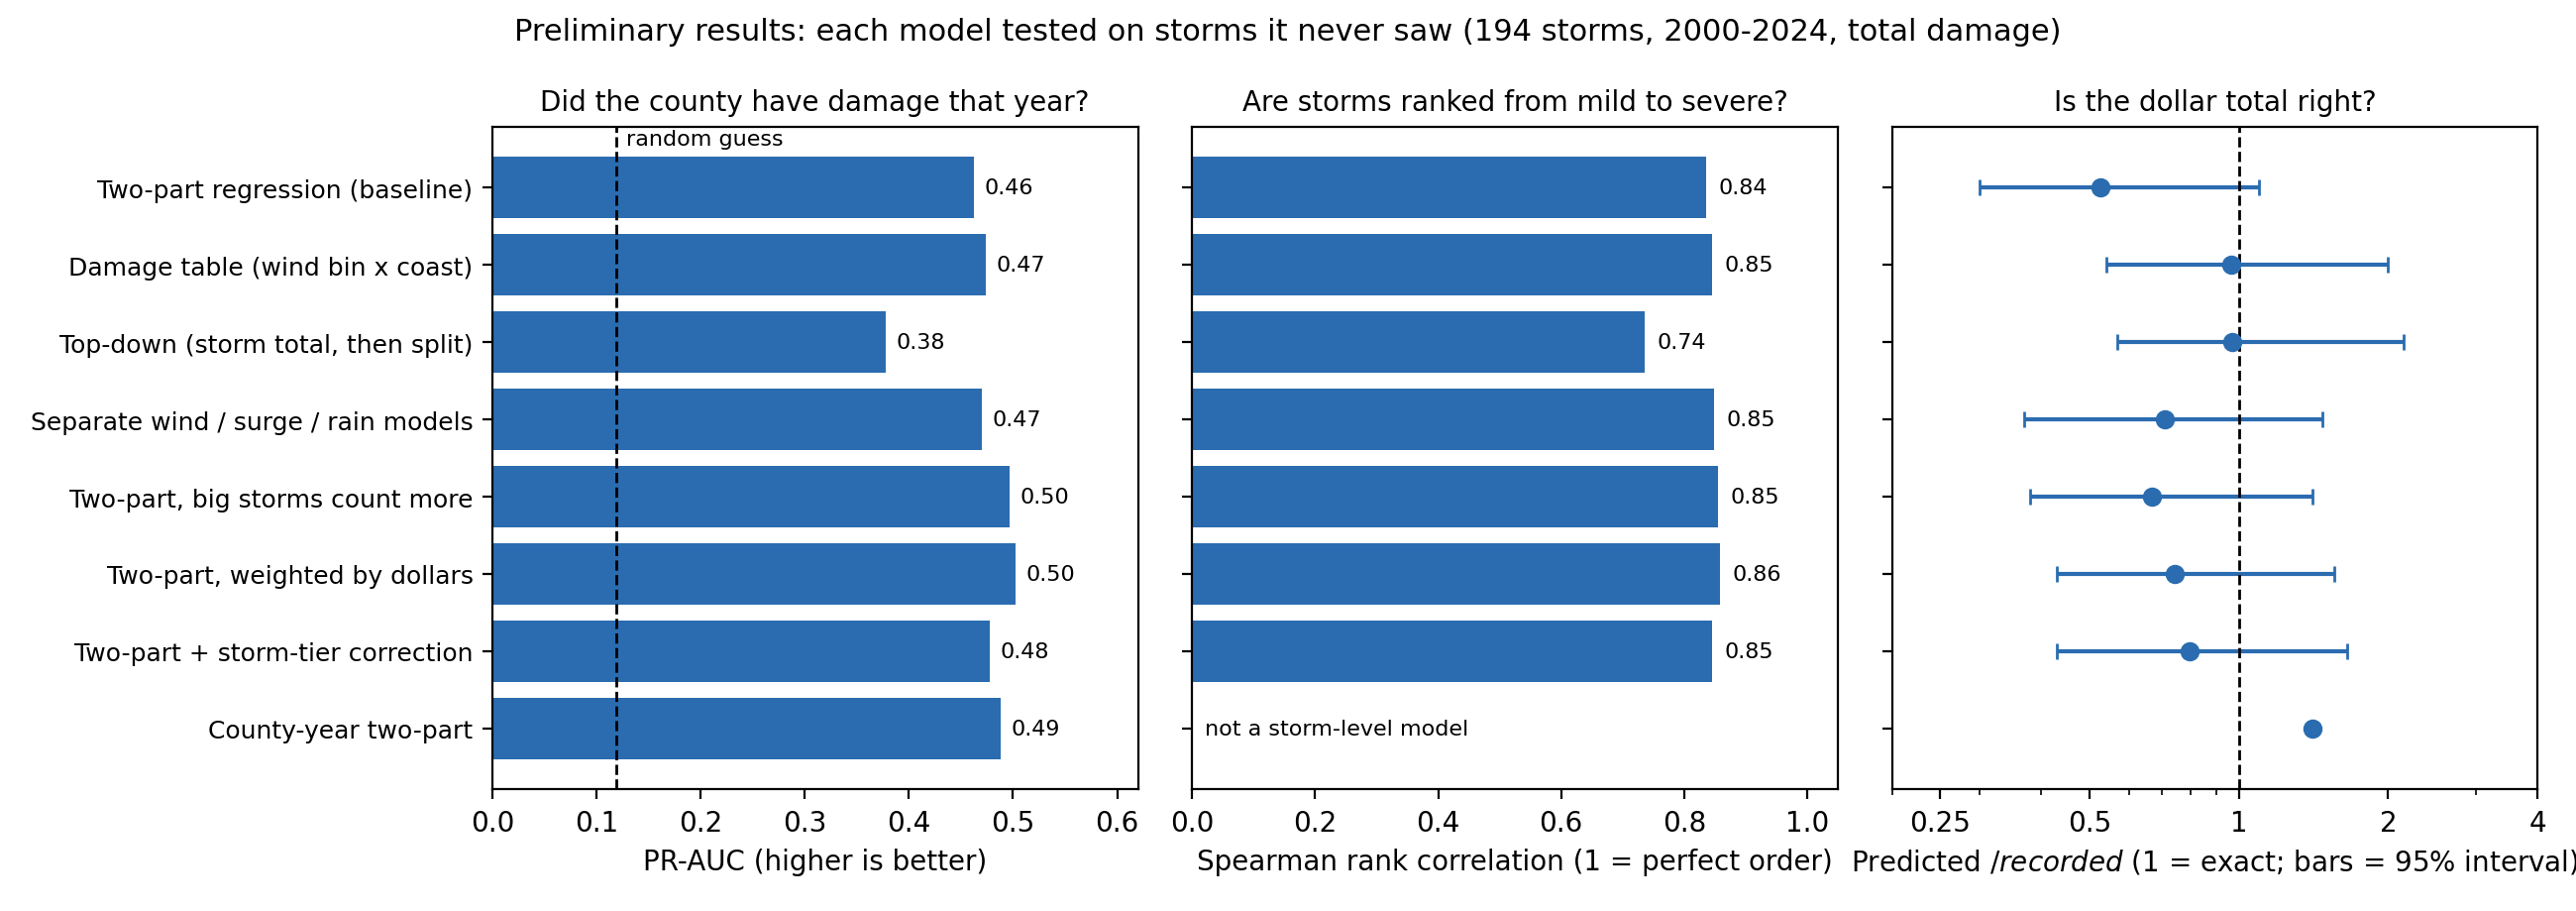 Preliminary results: each model tested on storms it never saw (194 storms, 2000-2024, total damage)
Did the county have damage that year?
random guess
Two-part regression (baseline)
0.46
Damage table (wind bin x coast)
0.47
Top-down (storm total, then split)
0.38
Separate wind / surge / rain models
0.47
Two-part, big storms count more
0.50
Two-part, weighted by dollars
0.50
Two-part + storm-tier correction
0.48
County-year two-part
0.49
0.0 0.1 0.2 0.3 0.4 0.5 0.6
PR-AUC (higher is better)
Are storms ranked from mild to severe?
0.84
0.85
0.74
0.85
0.85
0.86
0.85
not a storm-level model
0.0 0.2 0.4 0.6 0.8 1.0
Spearman rank correlation (1 = perfect order)
Is the dollar total right?
0.25 0.5 1 2 4
Predicted /recorded (1 = exact; bars = 95% interval)